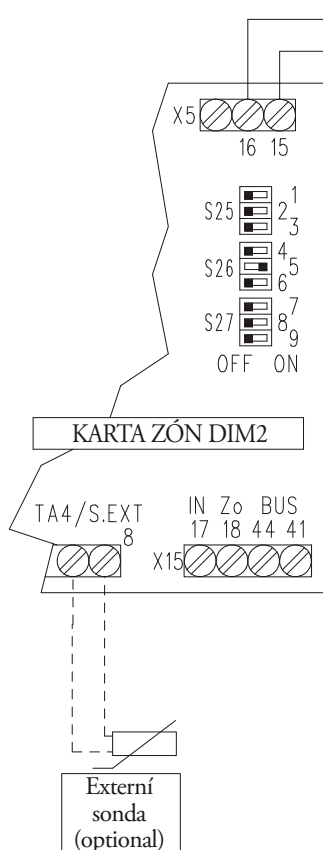 X5
16 15
1
S25 2
3
4
S26 5
6
7
S27 8
9
OFF ON
KARTA ZÓN DIM2
TA4/S.EXT
8
IN Zo BUS
17 18 44 41
X15
Externí
sonda
(optional)